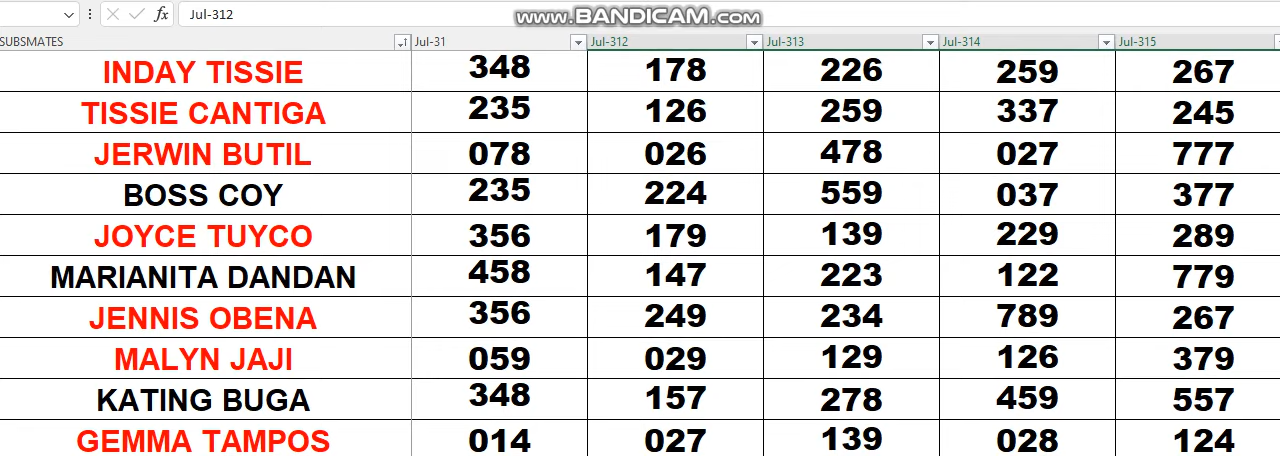 fx Jul-312
www.BANDICAM.com
SUBSMATES Jul-31 Jul-312 Jul-313 Jul-314 Jul-315
INDAY TISSIE 348 178 226 259 267
TISSIE CANTIGA 235 126 259 337 245
JERWIN BUTIL 078 026 478 027 777
BOSS COY 235 224 559 037 377
JOYCE TUYCO 356 179 139 229 289
MARIANITA DANDAN 458 147 223 122 779
JENNIS OBENA 356 249 234 789 267
MALYN JAJI 059 029 129 126 379
KATING BUGA 348 157 278 459 557
GEMMA TAMPOS 014 027 139 028 124